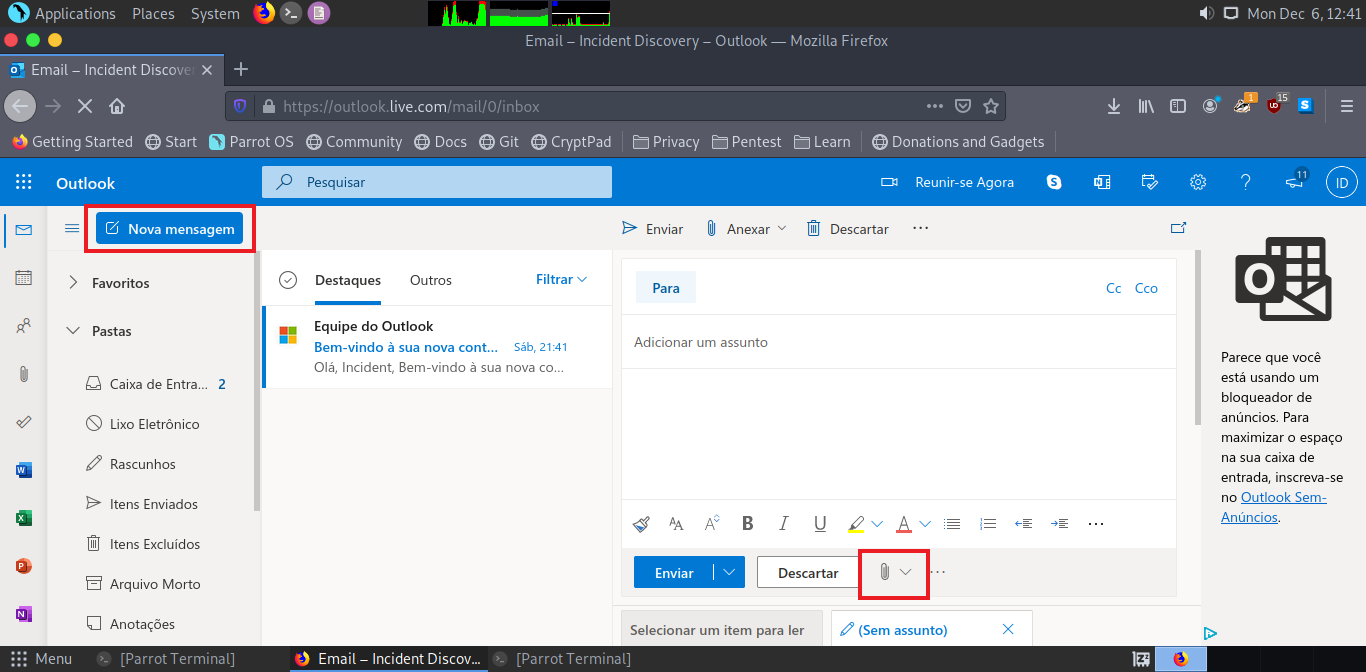 Applications Places System
Mon Dec 6, 12:41
Email – Incident Discovery – Outlook — Mozilla Firefox
Email – Incident Discover
https://outlook.live.com/mail/0/inbox
1
15
Getting Started Start Parrot OS Community Docs Git CryptPad Privacy Pentest Learn Donations and Gadgets
Outlook
Pesquisar
Reunir-se Agora
11
ID
Nova mensagem
Enviar Anexar Descartar
Favoritos
Pastas
Caixa de Entra... 2
Lixo Eletrônico
Rascunhos
Itens Enviados
Itens Excluídos
Arquivo Morto
Anotações
Destaques Outros Filtrar
Equipe do Outlook
Bem-vindo à sua nova cont... Sáb, 21:41
Olá, Incident, Bem-vindo à sua nova co...
Para
Cc Cco
Adicionar um assunto
Enviar Descartar
Selecionar um item para ler
(Sem assunto)
Parece que você
está usando um
bloqueador de
anúncios. Para
maximizar o espaço
na sua caixa de
entrada, inscreva-se
no Outlook Sem-
Anúncios.
Menu [Parrot Terminal] Email – Incident Discov... [Parrot Terminal]